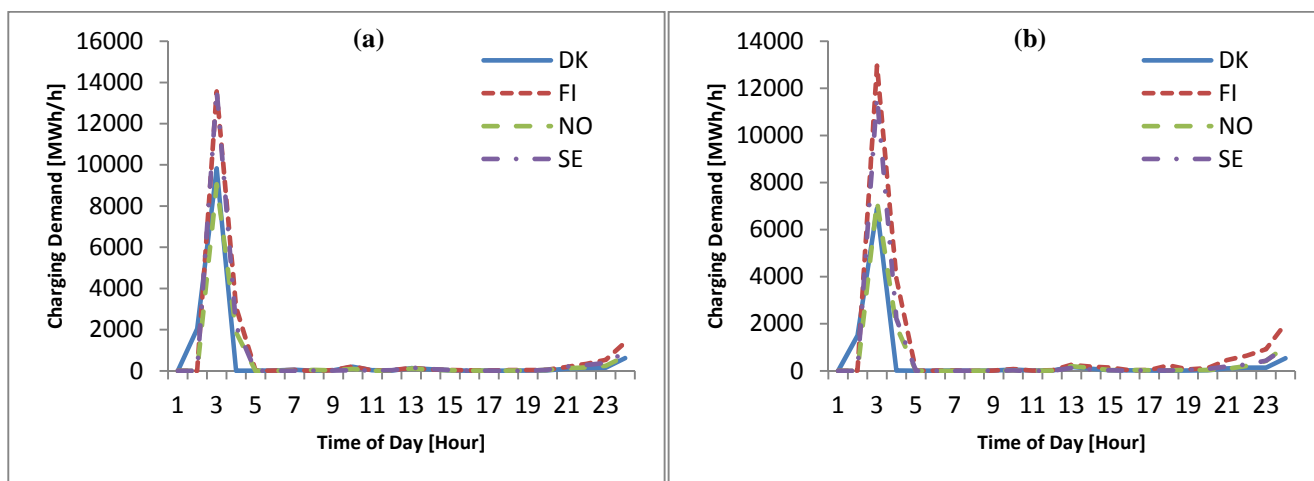 (a)
16000
14000
12000
10000
8000
6000
4000
2000
0
Charging Demand [MWh/h]
DK
FI
NO
SE
1 3 5 7 9 11 13 15 17 19 21 23
Time of Day [Hour]
(b)
14000
12000
10000
8000
6000
4000
2000
0
Charging Demand [MWh/h]
DK
FI
NO
SE
1 3 5 7 9 11 13 15 17 19 21 23
Time of Day [Hour]